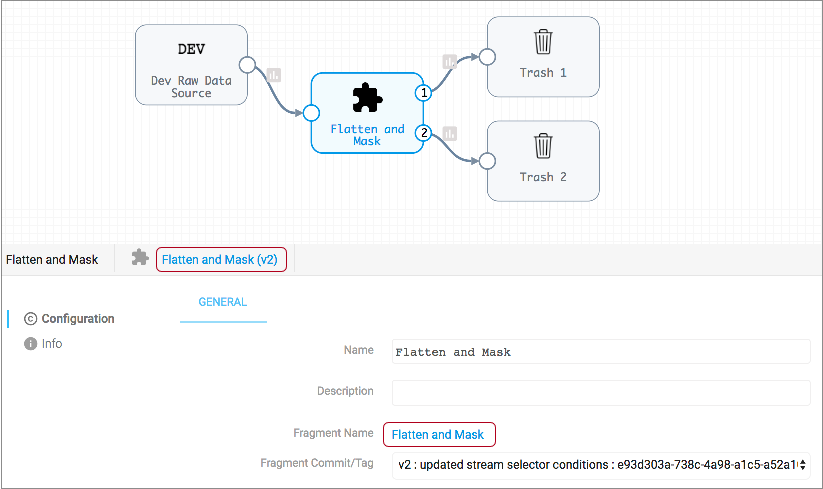 DEV
Dev Raw Data
Source
Flatten and
Mask
1
2
Trash 1
Trash 2
Flatten and Mask
Flatten and Mask (v2)
GENERAL
Configuration
Info
Name
Flatten and Mask
Description
Fragment Name
Flatten and Mask
Fragment Commit/Tag
v2 : updated stream selector conditions : e93d303a-738c-4a98-a1c5-a52a1